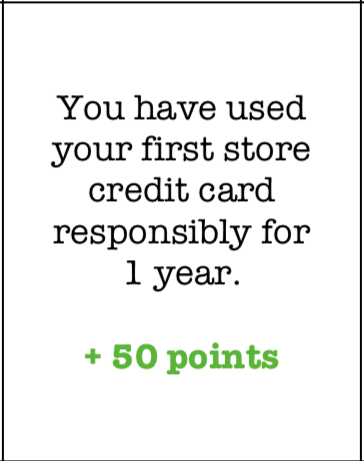 You have used
your first store
credit card
responsibly for
1 year.
+ 50 points